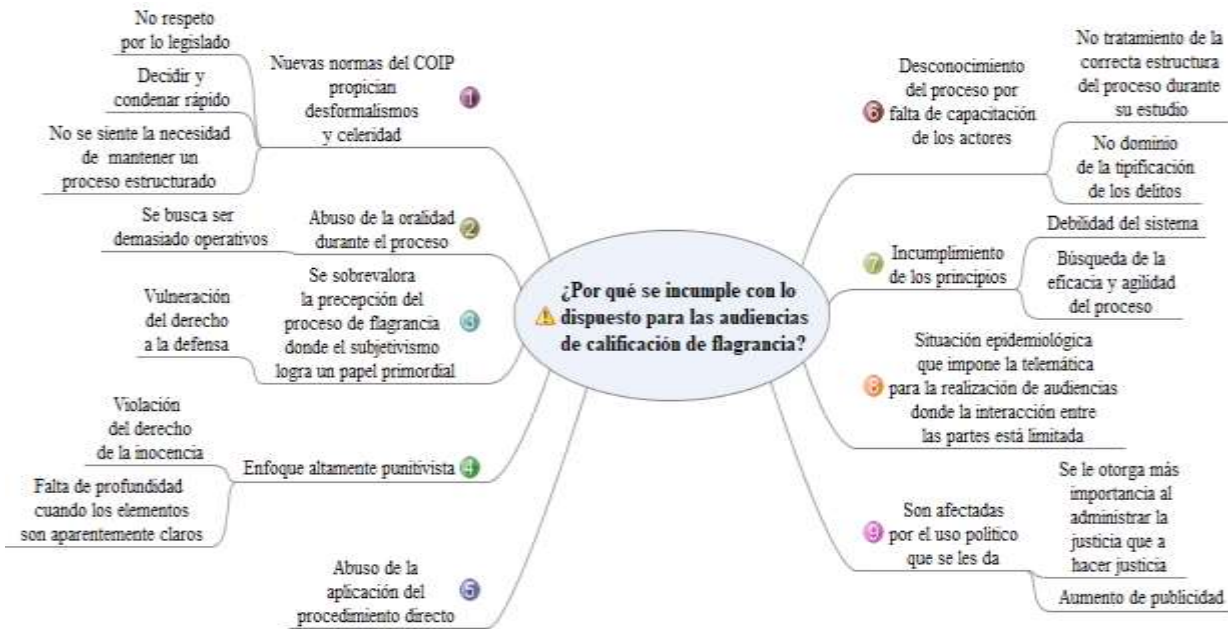 ¿Por qué se incumple con lo
dispuesto para las audiencias
de calificación de flagrancia?
1
Nuevas normas del COIP
propician
desformalismos
y celeridad
No respeto
por lo legislado
Decidir y
condenar rápido
No se siente la necesidad
de mantener un
proceso estructurado
2
Abuso de la oralidad
durante el proceso
Se busca ser
demasiado operativos
3
Se sobrevalora
la precepción del
proceso de flagrancia
donde el subjetivismo
logra un papel primordial
Vulneración
del derecho
a la defensa
4
Enfoque altamente punitivista
Violación
del derecho
de la inocencia
Falta de profundidad
cuando los elementos
son aparentemente claros
5
Abuso de la
aplicación del
procedimiento directo
6
Desconocimiento
del proceso por
falta de capacitación
de los actores
No tratamiento de la
correcta estructura
del proceso durante
su estudio
No dominio
de la tipificación
de los delitos
7
Incumplimiento
de los principios
Debilidad del sistema
Búsqueda de la
eficacia y agilidad
del proceso
8
Situación epidemiológica
que impone la telemática
para la realización de audiencias
donde la interacción entre
las partes está limitada
9
Son afectadas
por el uso político
que se les da
Se le otorga más
importancia al
administrar la
justicia que a
hacer justicia
Aumento de publicidad